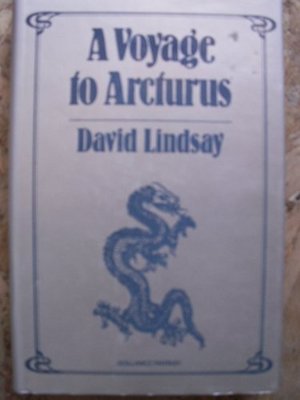 A Voyage
to Arcturus
David Lindsay